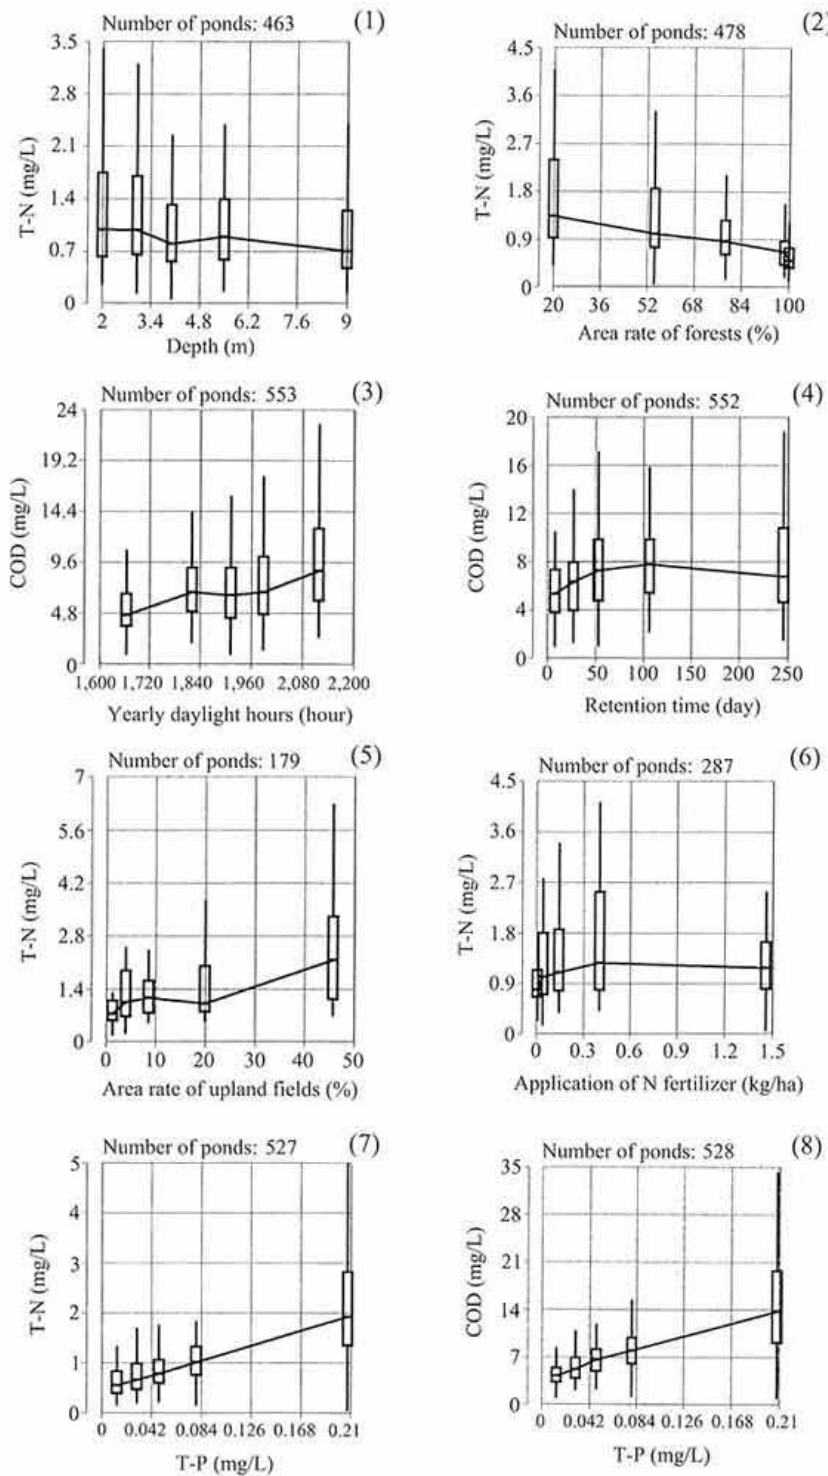 Number of ponds: 463 (1)
3.5
2.8
2.1
1.4
0.7
0
T-N (mg/L)
2 3.4 4.8 6.2 7.6 9
Depth (m)
Number of ponds: 478 (2)
4.5
3.6
2.7
1.8
0.9
0
T-N (mg/L)
20 36 52 68 84 100
Area rate of forests (%)
Number of ponds: 553 (3)
24
19.2
14.4
9.6
4.8
0
COD (mg/L)
1,600 1,720 1,840 1,960 2,080 2,200
Yearly daylight hours (hour)
Number of ponds: 552 (4)
20
16
12
8
4
0
COD (mg/L)
0 50 100 150 200 250
Retention time (day)
Number of ponds: 179 (5)
7
5.6
4.2
2.8
1.4
0
T-N (mg/L)
0 10 20 30 40 50
Area rate of upland fields (%)
Number of ponds: 287 (6)
4.5
3.6
2.7
1.8
0.9
0
T-N (mg/L)
0 0.3 0.6 0.9 1.2 1.5
Application of N fertilizer (kg/ha)
Number of ponds: 527 (7)
5
4
3
2
1
0
T-N (mg/L)
0 0.042 0.084 0.126 0.168 0.21
T-P (mg/L)
Number of ponds: 528 (8)
35
28
21
14
7
0
COD (mg/L)
0 0.042 0.084 0.126 0.168 0.21
T-P (mg/L)